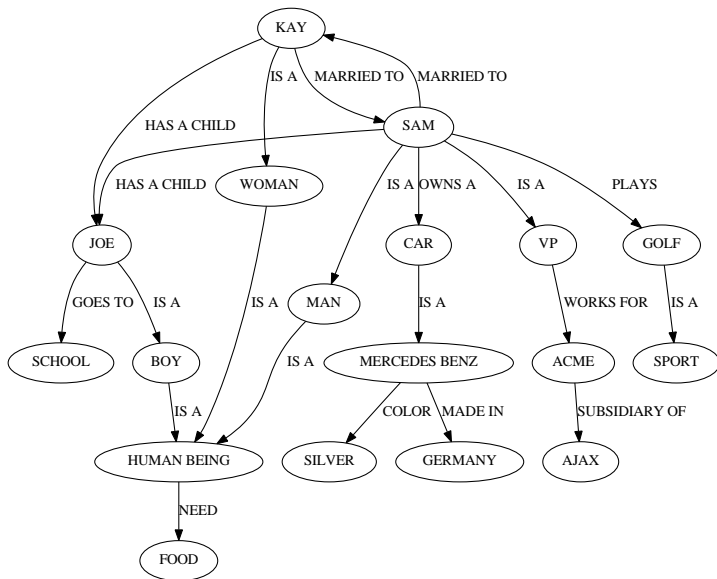 KAY
IS A
MARRIED TO
MARRIED TO
HAS A CHILD
SAM
HAS A CHILD
WOMAN
IS A
OWNS A
IS A
PLAYS
JOE
CAR
VP
GOLF
GOES TO
IS A
IS A
MAN
IS A
WORKS FOR
IS A
SCHOOL
BOY
IS A
MERCEDES BENZ
ACME
SPORT
IS A
COLOR
MADE IN
SUBSIDIARY OF
HUMAN BEING
SILVER
GERMANY
AJAX
NEED
FOOD